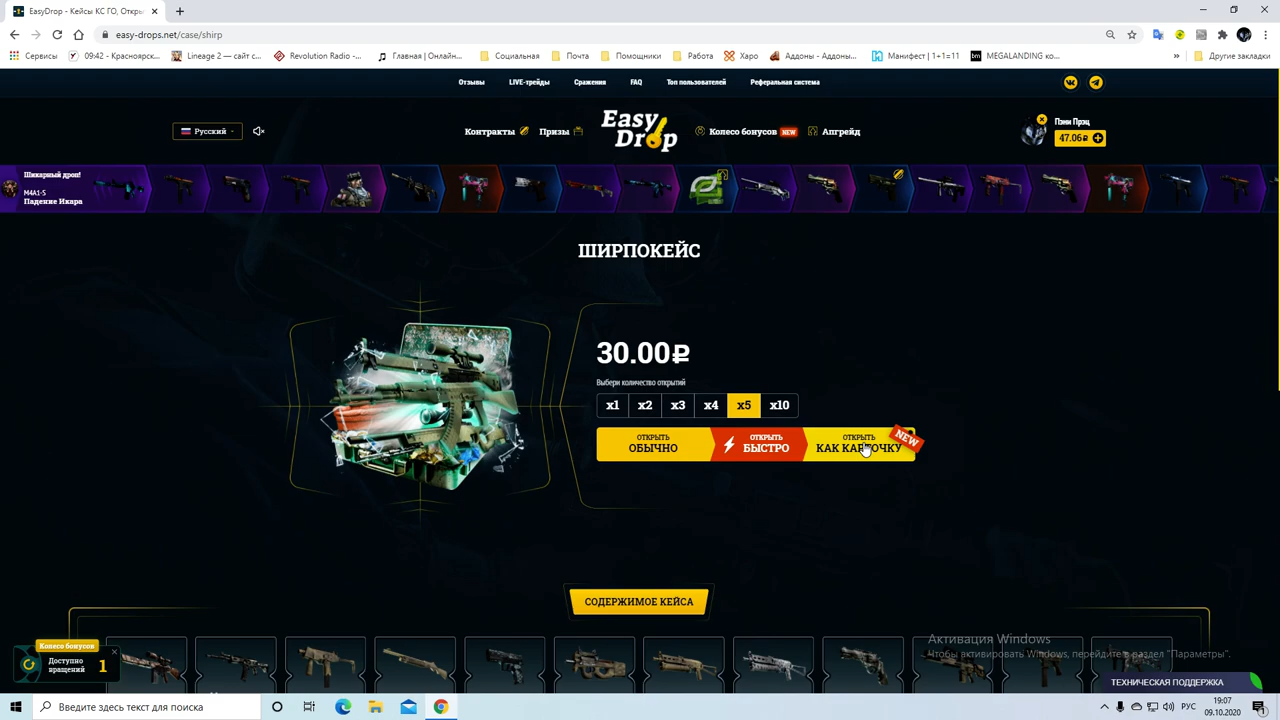 EasyDrop - Кейсы КС ГО, Откры
easy-drops.net/case/shirp
Сервисы
09:42 - Красноярск...
Lineage 2 — сайт с...
Revolution Radio -...
Главная | Онлайн...
Социальная
Почта
Помощники
Работа
Харо
Аддоны - Аддоны...
Манифест | 1+1=11
MEGALANDING ко...
»
Другие закладки
Отзывы
LIVE-трейды
Сражения
FAQ
Топ пользователей
Реферальная система
Русский
Контракты
Призы
Easy Drop
Колесо бонусов NEW
Апгрейд
Пэни Прэц
47.06₽
Шикарный дроп!
M4A1-S
Падение Икара
ШИРПОКЕЙС
30.00₽
Выбери количество открытий
x1
x2
x3
x4
x5
x10
ОТКРЫТЬ
ОБЫЧНО
ОТКРЫТЬ
БЫСТРО
ОТКРЫТЬ
КАК КАРТОЧКУ
NEW
СОДЕРЖИМОЕ КЕЙСА
Колесо бонусов
Доступно
вращений
1
Активация Windows
Чтобы активировать Windows, перейдите в раздел "Параметры".
ТЕХНИЧЕСКАЯ ПОДДЕРЖКА
Введите здесь текст для поиска
РУС
19:07
09.10.2020